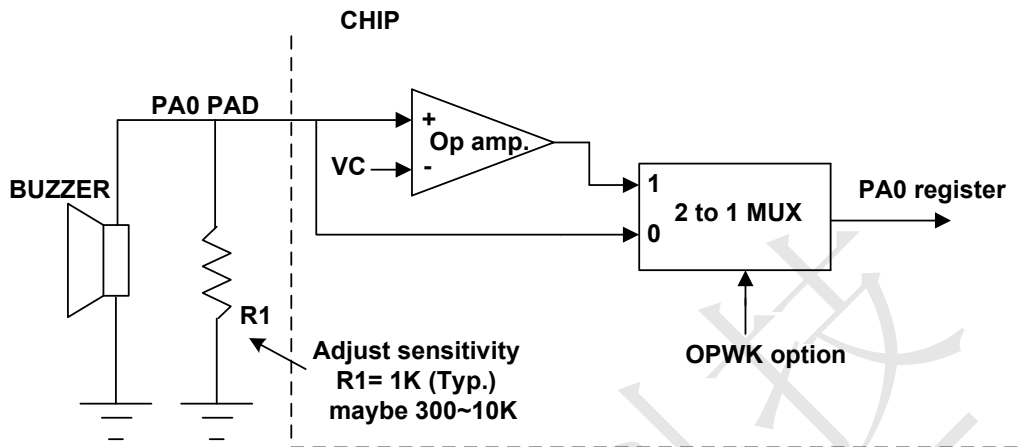 CHIP
PA0 PAD
+
Op amp.
VC
-
BUZZER
1
2 to 1 MUX
0
PA0 register
R1
Adjust sensitivity
R1= 1K (Typ.)
maybe 300~10K
OPWK option